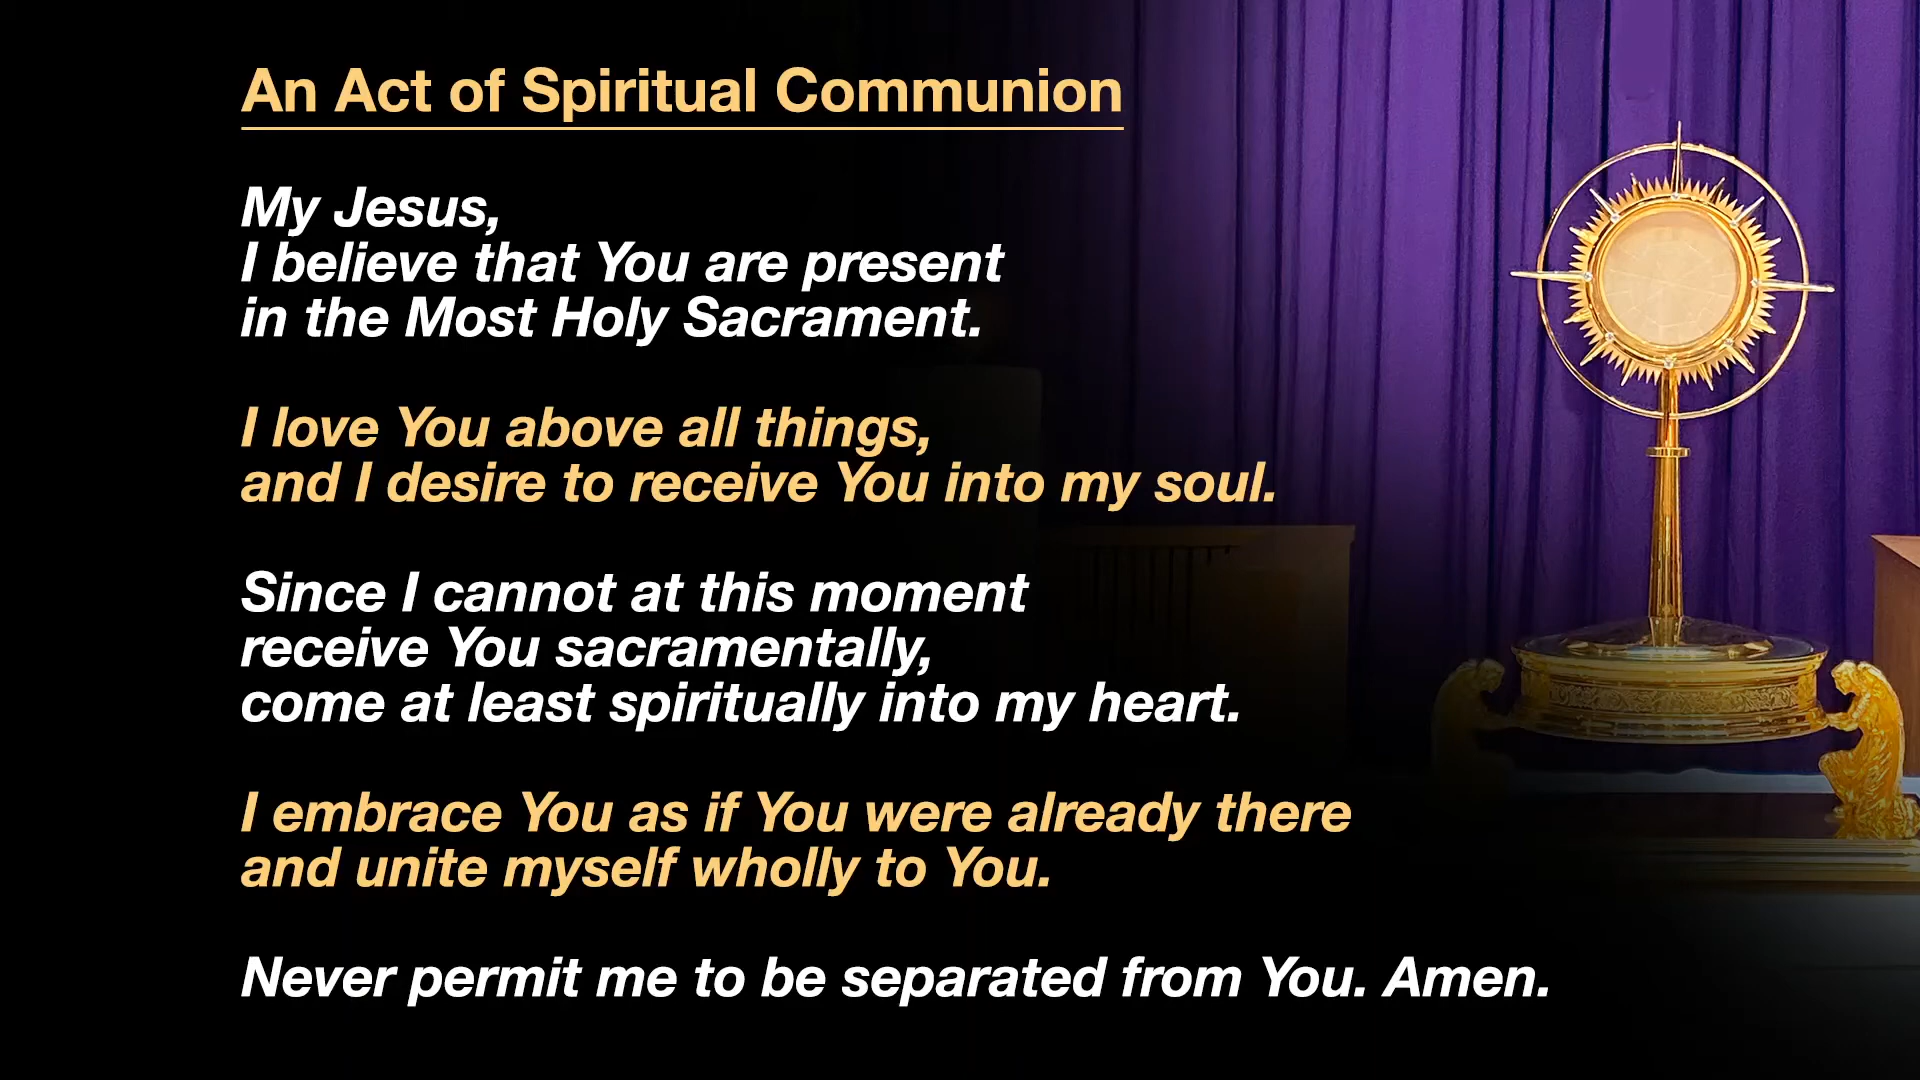 An Act of Spiritual Communion
My Jesus,
I believe that You are present
in the Most Holy Sacrament.
I love You above all things,
and I desire to receive You into my soul.
Since I cannot at this moment
receive You sacramentally,
come at least spiritually into my heart.
I embrace You as if You were already there
and unite myself wholly to You.
Never permit me to be separated from You. Amen.